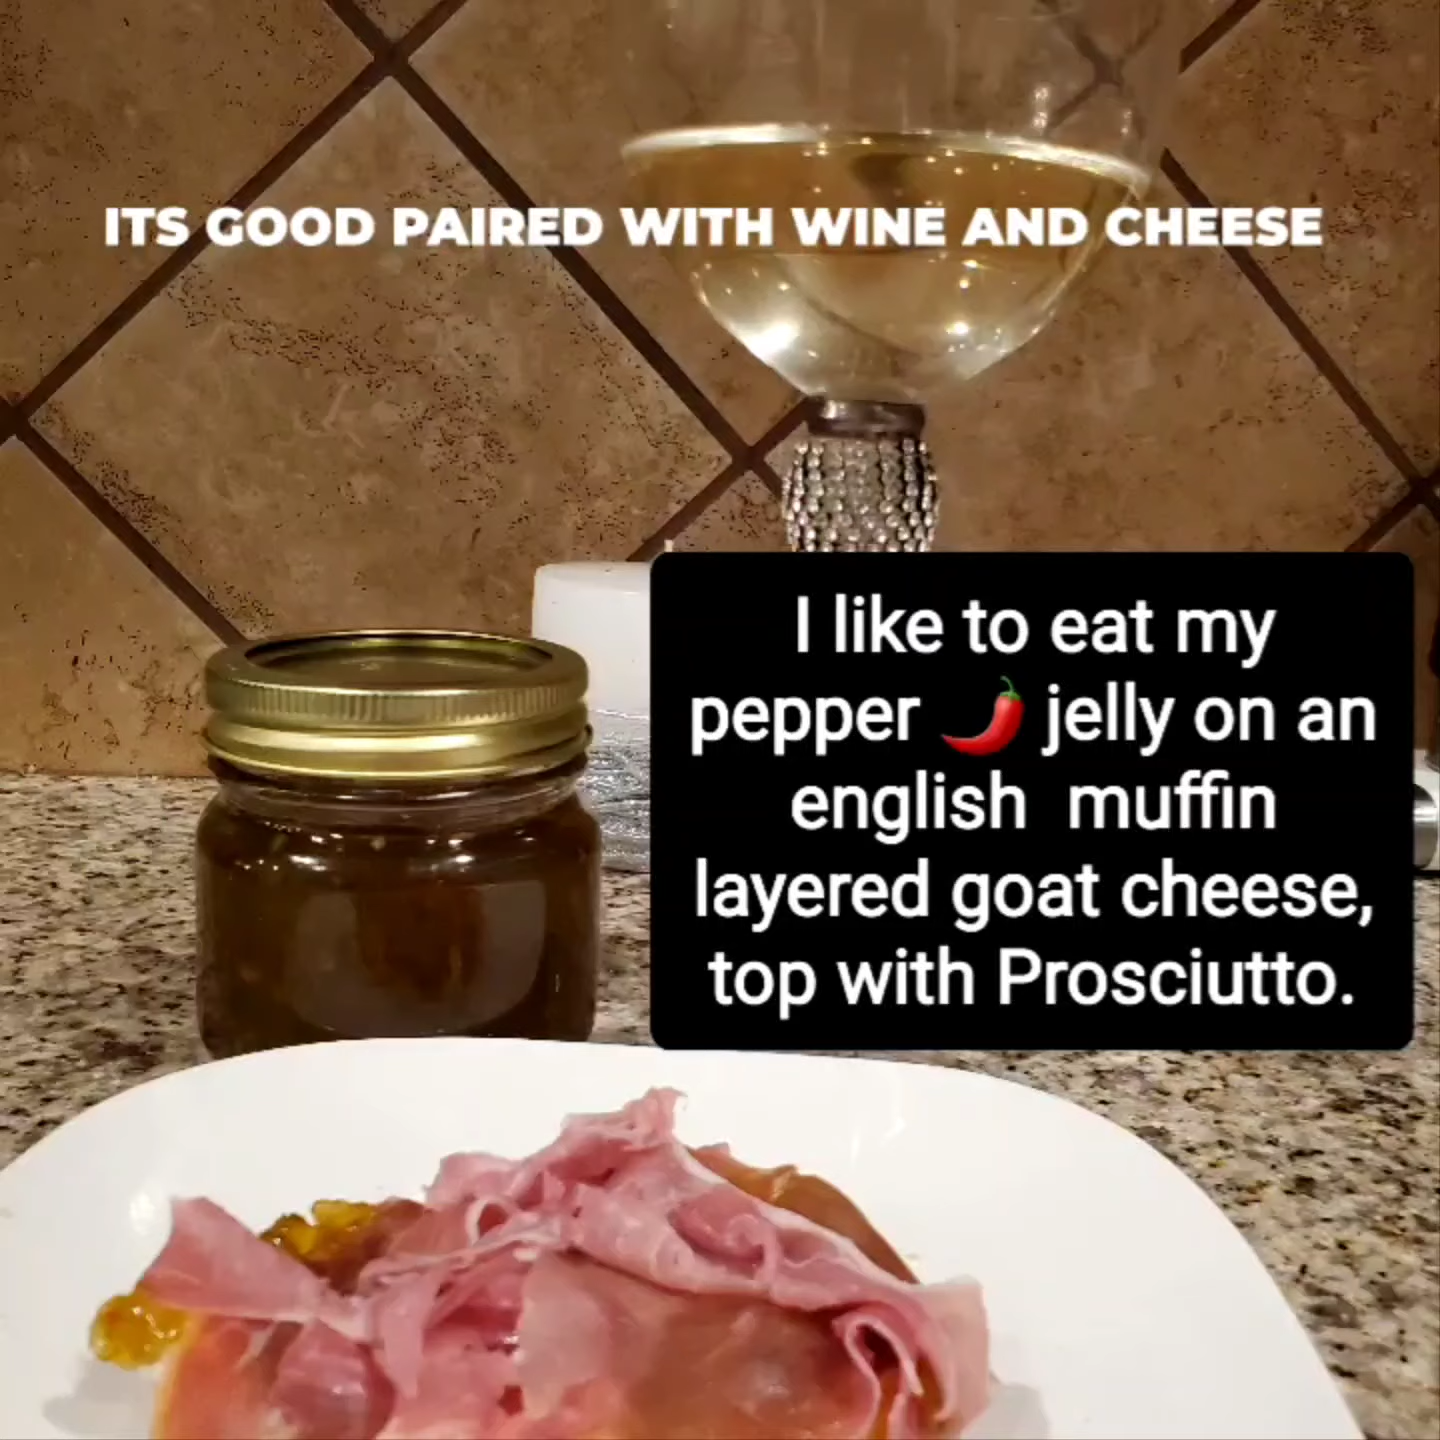 ITS GOOD PAIRED WITH WINE AND CHEESE
I like to eat my
pepper 🌶️ jelly on an
english  muffin
layered goat cheese,
top with Prosciutto.